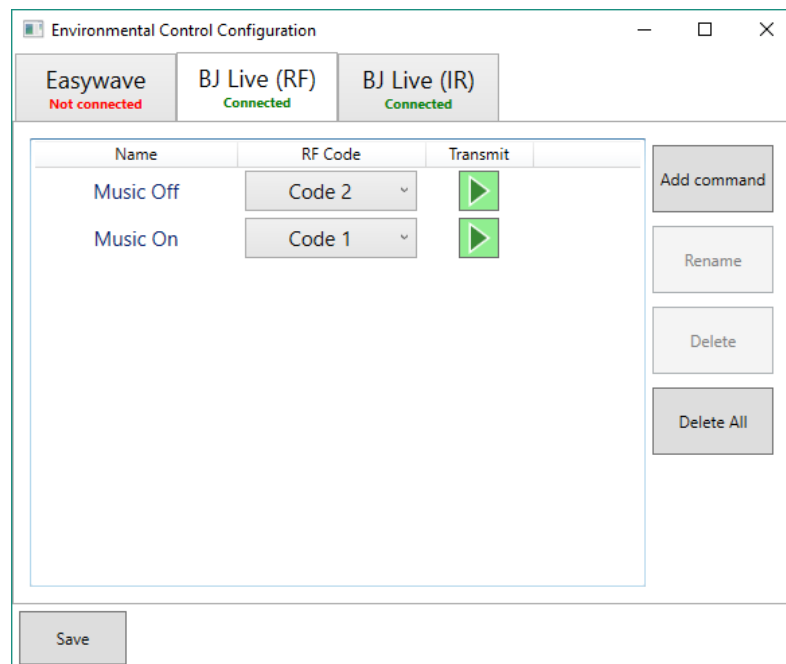 Environmental Control Configuration
Easywave BJ Live (RF) BJ Live (IR)
Not connected Connected Connected
Name RF Code Transmit
Music Off Code 2
Music On Code 1
Add command
Rename
Delete
Delete All
Save